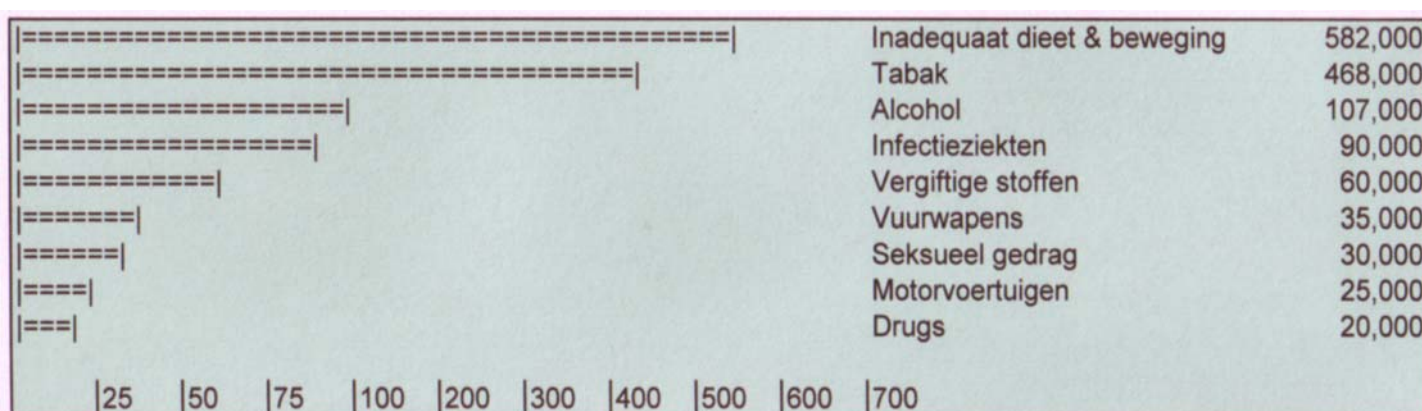 |============================================| Inadequaat dieet & beweging 582,000
|======================================| Tabak 468,000
|====================| Alcohol 107,000
|==================| Infectieziekten 90,000
|============| Vergiftige stoffen 60,000
|=======| Vuurwapens 35,000
|======| Seksueel gedrag 30,000
|====| Motorvoertuigen 25,000
|===| Drugs 20,000
|25 |50 |75 |100 |200 |300 |400 |500 |600 |700